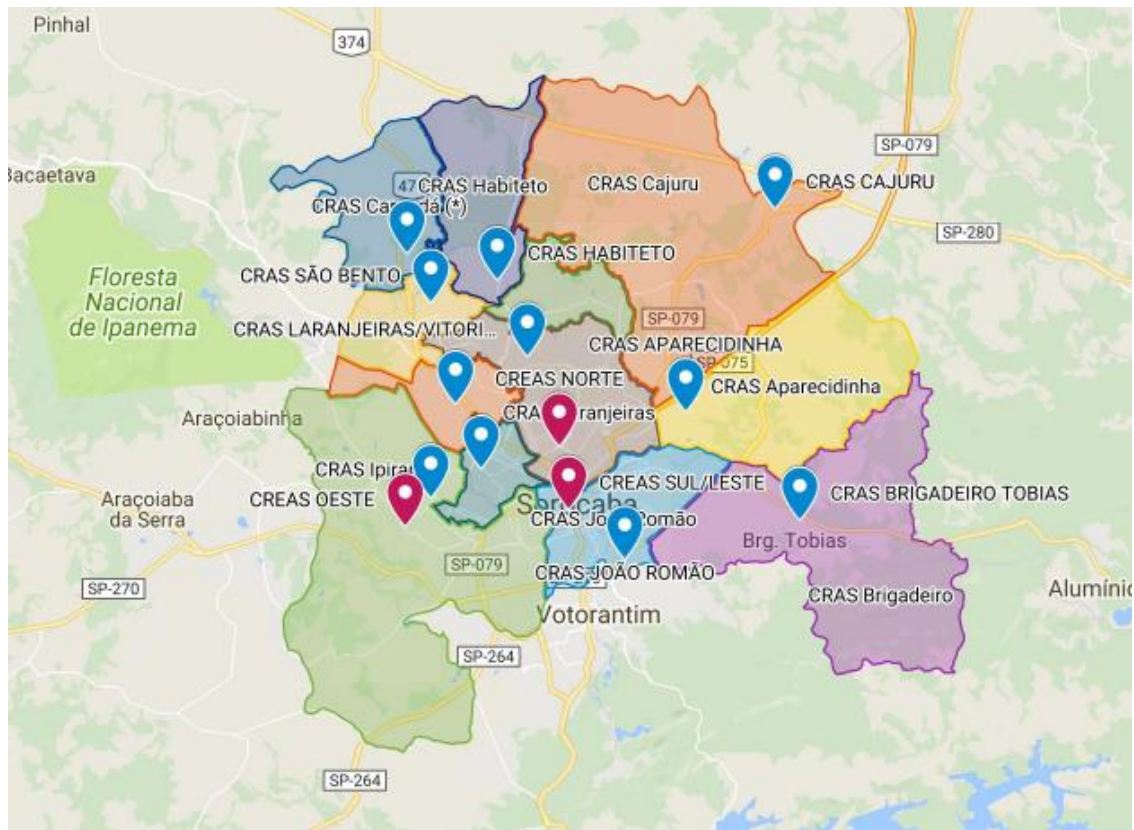 Pinhal
374
SP-079
Bacaetava
47
CRAS Habiteto
CRAS Cajuru
CRAS CAJURU
(*)
SP-280
CRAS HABITETO
CRAS SÃO BENTO
Floresta
Nacional
de Ipanema
SP-079
CRAS LARANJEIRAS/VITORI...
CRAS APARECIDINHA
CREAS NORTE
CRAS Aparecidinha
Araçoiabinha
CRAS
CREAS SUL/LESTE
CREAS OESTE
CRAS BRIGADEIRO TOBIAS
Araçoiaba
da Serra
Romão
Brg. Tobias
SP-079
CRAS JOÃO ROMÃO
SP-270
CRAS Brigadeiro
Votorantim
SP-264
SP-264